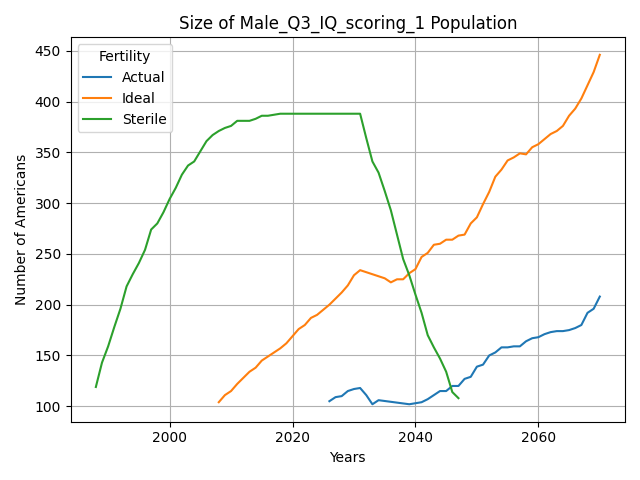 Size of Male_Q3_IQ_scoring_1 Population
Fertility
Actual
Ideal
Sterile
Number of Americans
450
400
350
300
250
200
150
100
2000
2020
2040
2060
Years